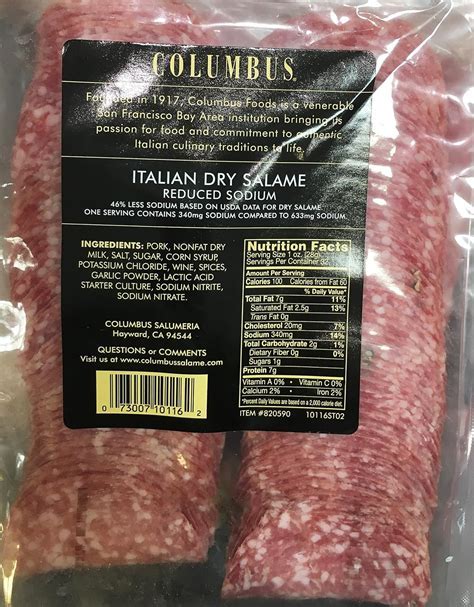 COLUMBUS®
Founded in 1917, Columbus Foods is a venerable
San Francisco Bay Area institution bringing its
passion for food and commitment to authentic
Italian culinary traditions to life.
ITALIAN DRY SALAME
REDUCED SODIUM
46% LESS SODIUM BASED ON USDA DATA FOR DRY SALAME.
ONE SERVING CONTAINS 340mg SODIUM COMPARED TO 633mg SODIUM.
INGREDIENTS: PORK, NONFAT DRY
MILK, SALT, SUGAR, CORN SYRUP,
POTASSIUM CHLORIDE, WINE, SPICES,
GARLIC POWDER, LACTIC ACID
STARTER CULTURE, SODIUM NITRITE,
SODIUM NITRATE.
COLUMBUS SALUMERIA
Hayward, CA 94544
QUESTIONS or COMMENTS
Visit us at www.columbussalame.com
0 73007 10116 2
Nutrition Facts
Serving Size 1 oz. (28g)
Servings Per Container 32
Amount Per Serving
Calories 100 Calories from Fat 60
% Daily Value*
Total Fat 7g 11%
Saturated Fat 2.5g 13%
Trans Fat 0g
Cholesterol 20mg 7%
Sodium 340mg 14%
Total Carbohydrate 2g 1%
Dietary Fiber 0g 0%
Sugars 1g
Protein 7g
Vitamin A 0% • Vitamin C 0%
Calcium 2% • Iron 2%
*Percent Daily Values are based on a 2,000 calorie diet.
ITEM #820590 10116ST02